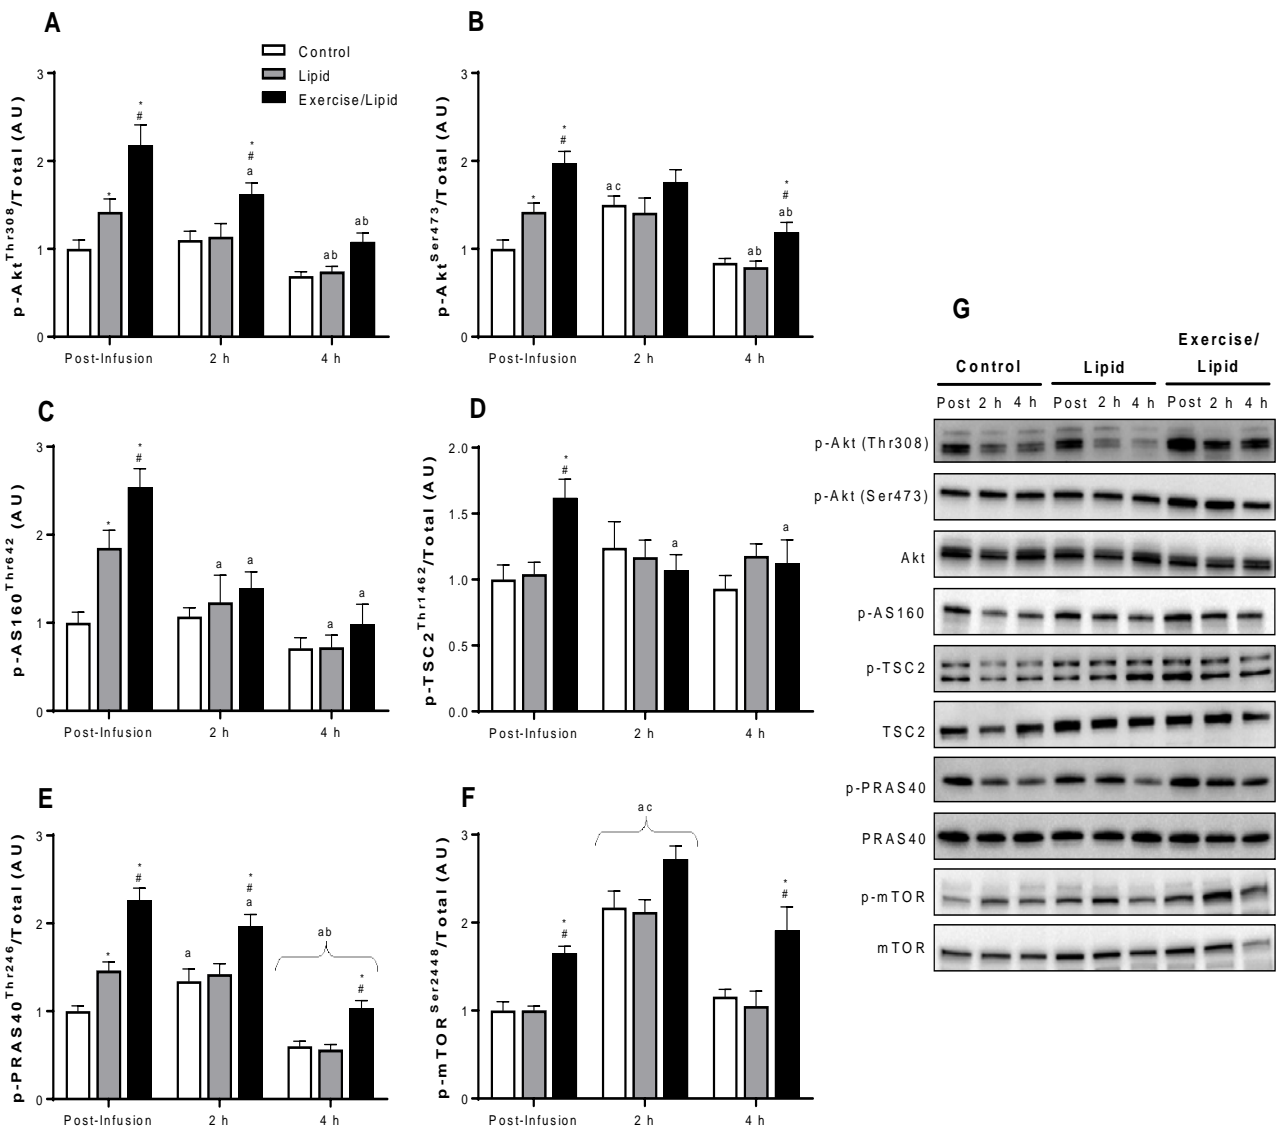 A
Control
Lipid
Exercise/Lipid
p-Akt Thr308/Total (AU)
3
2
1
0
*
*
#
*
#
a
ab
ab
Post-Infusion 2 h 4 h
B
p-Akt Ser473/Total (AU)
3
2
1
0
*
*
#
ac
ab
*
#
ab
Post-Infusion 2 h 4 h
C
p-AS160 Thr642 (AU)
3
2
1
0
*
*
#
a
a
a
a
Post-Infusion 2 h 4 h
D
p-TSC2 Thr1462/Total (AU)
2.0
1.5
1.0
0.5
0.0
*
#
a
a
Post-Infusion 2 h 4 h
E
p-PRAS40 Thr246/Total (AU)
3
2
1
0
*
*
#
a
*
#
a
ab
*
#
Post-Infusion 2 h 4 h
F
p-mTOR Ser2448/Total (AU)
3
2
1
0
*
#
ac
*
#
Post-Infusion 2 h 4 h
G
Control Lipid Exercise/
Lipid
Post 2 h 4 h Post 2 h 4 h Post 2 h 4 h
p-Akt (Thr308)
p-Akt (Ser473)
Akt
p-AS160
p-TSC2
TSC2
p-PRAS40
PRAS40
p-mTOR
mTOR